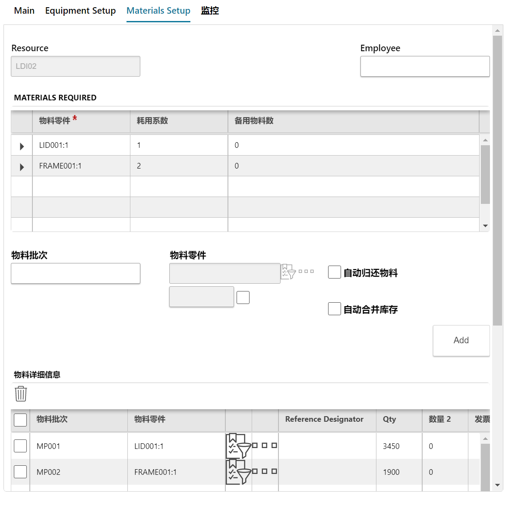 Main Equipment Setup Materials Setup 监控
Resource Employee
LDI02
MATERIALS REQUIRED
物料零件 * 耗用系数 备用物料数
LID001:1 1 0
FRAME001:1 2 0
物料批次 物料零件
自动归还物料
自动合并库存
Add
物料详细信息
物料批次 物料零件 Reference Designator Qty 数量 2 发票
MP001 LID001:1 3450 0
MP002 FRAME001:1 1900 0